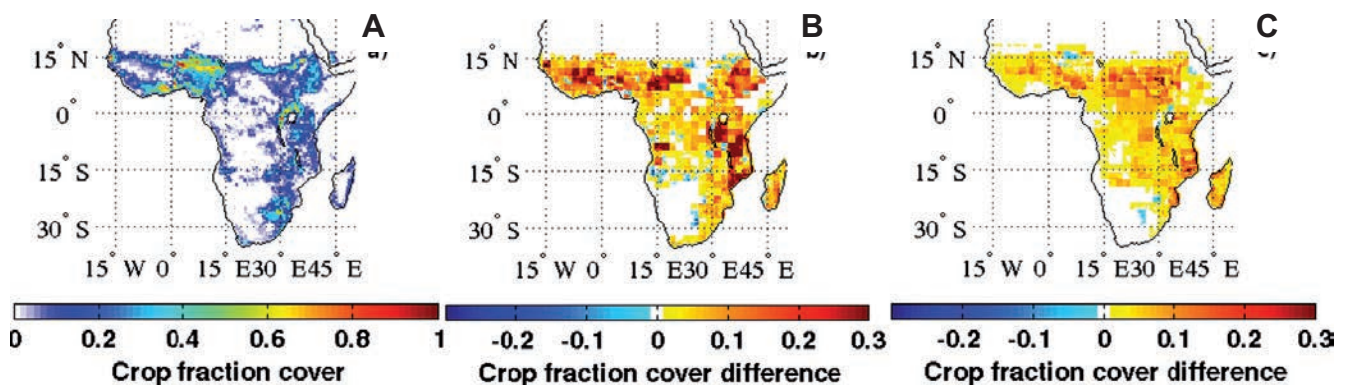 A
B
C
a)
b)
c)
15° N
0°
15° S
30° S
15° W 0° 15° E30° E45° E
0 0.2 0.4 0.6 0.8 1
Crop fraction cover
15° N
0°
15° S
30° S
15° W 0° 15° E30° E45° E
-0.2 -0.1 0 0.1 0.2 0.3
Crop fraction cover difference
15° N
0°
15° S
30° S
15° W 0° 15° E30° E45° E
-0.2 -0.1 0 0.1 0.2 0.3
Crop fraction cover difference